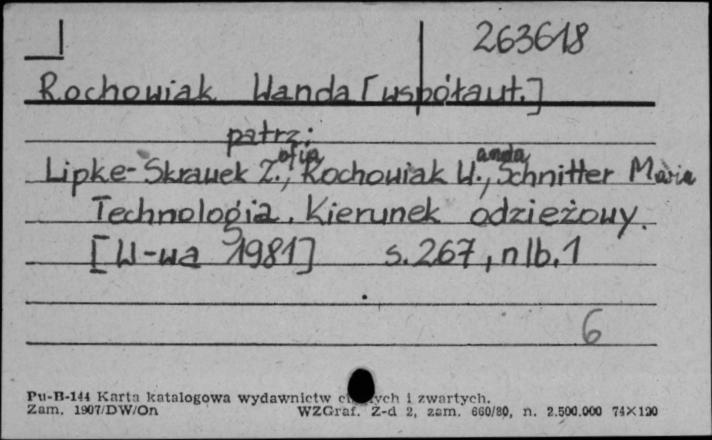 263618
Rochowiak Wanda [współaut.]
patrz:
Lipke-Skrawek Zofia, Rochowiak Wanda, Schnitter Maria
Technologia. Kierunek odzieżowy.
[W-wa 1981] s. 267, nlb. 1
6
Pu-B-144 Karta katalogowa wydawnictw i zwartych.
Zam. 1907/DW/On WZGraf. Z-d 2, zam. 660/80, n. 2.500.000 74×120